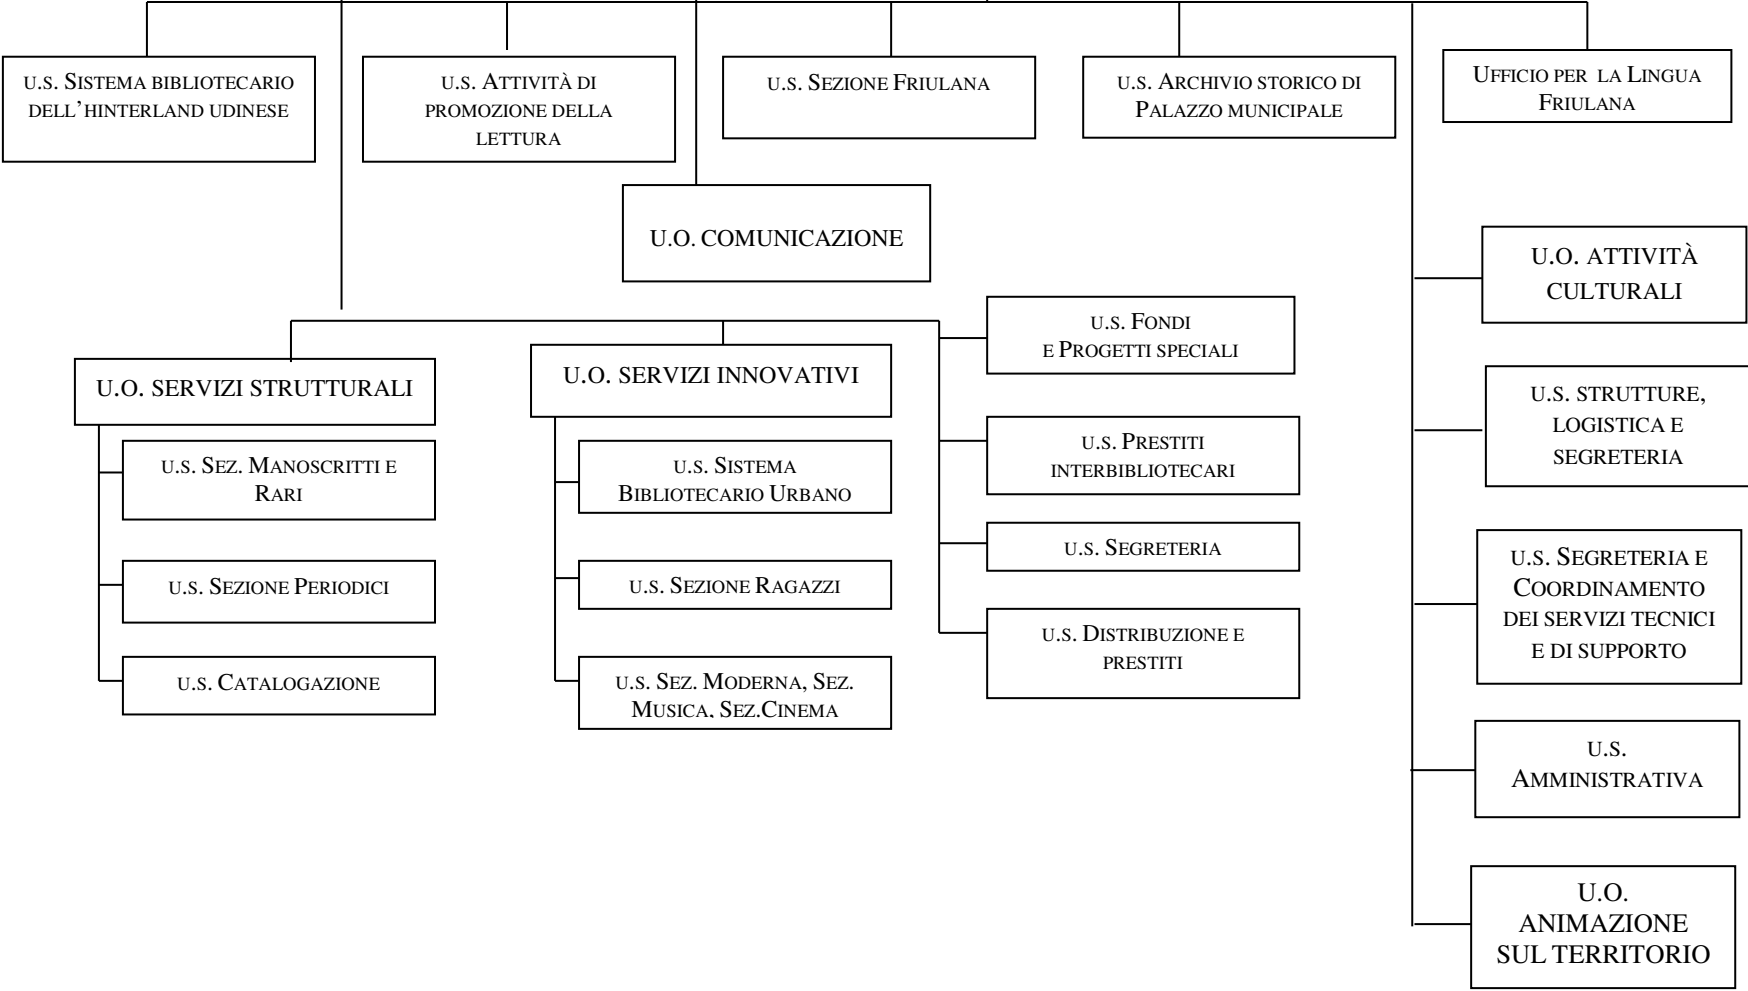 U.S. SISTEMA BIBLIOTECARIO
DELL'HINTERLAND UDINESE
U.S. ATTIVITÀ DI
PROMOZIONE DELLA
LETTURA
U.S. SEZIONE FRIULANA
U.S. ARCHIVIO STORICO DI
PALAZZO MUNICIPALE
UFFICIO PER LA LINGUA
FRIULANA
U.O. COMUNICAZIONE
U.O. SERVIZI STRUTTURALI
U.S. SEZ. MANOSCRITTI E
RARI
U.S. SEZIONE PERIODICI
U.S. CATALOGAZIONE
U.O. SERVIZI INNOVATIVI
U.S. SISTEMA
BIBLIOTECARIO URBANO
U.S. SEZIONE RAGAZZI
U.S. SEZ. MODERNA, SEZ.
MUSICA, SEZ.CINEMA
U.S. FONDI
E PROGETTI SPECIALI
U.S. PRESTITI
INTERBIBLIOTECARI
U.S. SEGRETERIA
U.S. DISTRIBUZIONE E
PRESTITI
U.O. ATTIVITÀ
CULTURALI
U.S. STRUTTURE,
LOGISTICA E
SEGRETERIA
U.S. SEGRETERIA E
COORDINAMENTO
DEI SERVIZI TECNICI
E DI SUPPORTO
U.S.
AMMINISTRATIVA
U.O.
ANIMAZIONE
SUL TERRITORIO